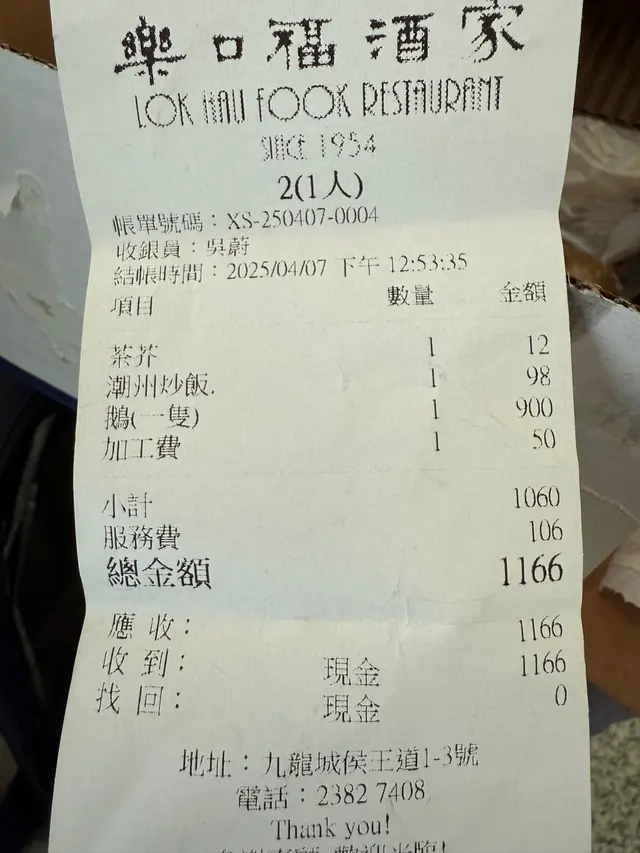 樂口福酒家
LOK HAU FOOK RESTAURANT
SINCE 1954
2(1人)
帳單號碼：XS-250407-0004
收銀員：吳蔚
結帳時間：2025/04/07 下午 12:53:35
項目 數量 金額
茶芥 1 12
潮州炒飯. 1 98
鵝(一隻) 1 900
加工費 1 50
小計 1060
服務費 106
總金額 1166
應 收： 1166
收 到： 現金 1166
找 回： 現金 0
地址：九龍城侯王道1-3號
電話：2382 7408
Thank you!
歡迎光臨!